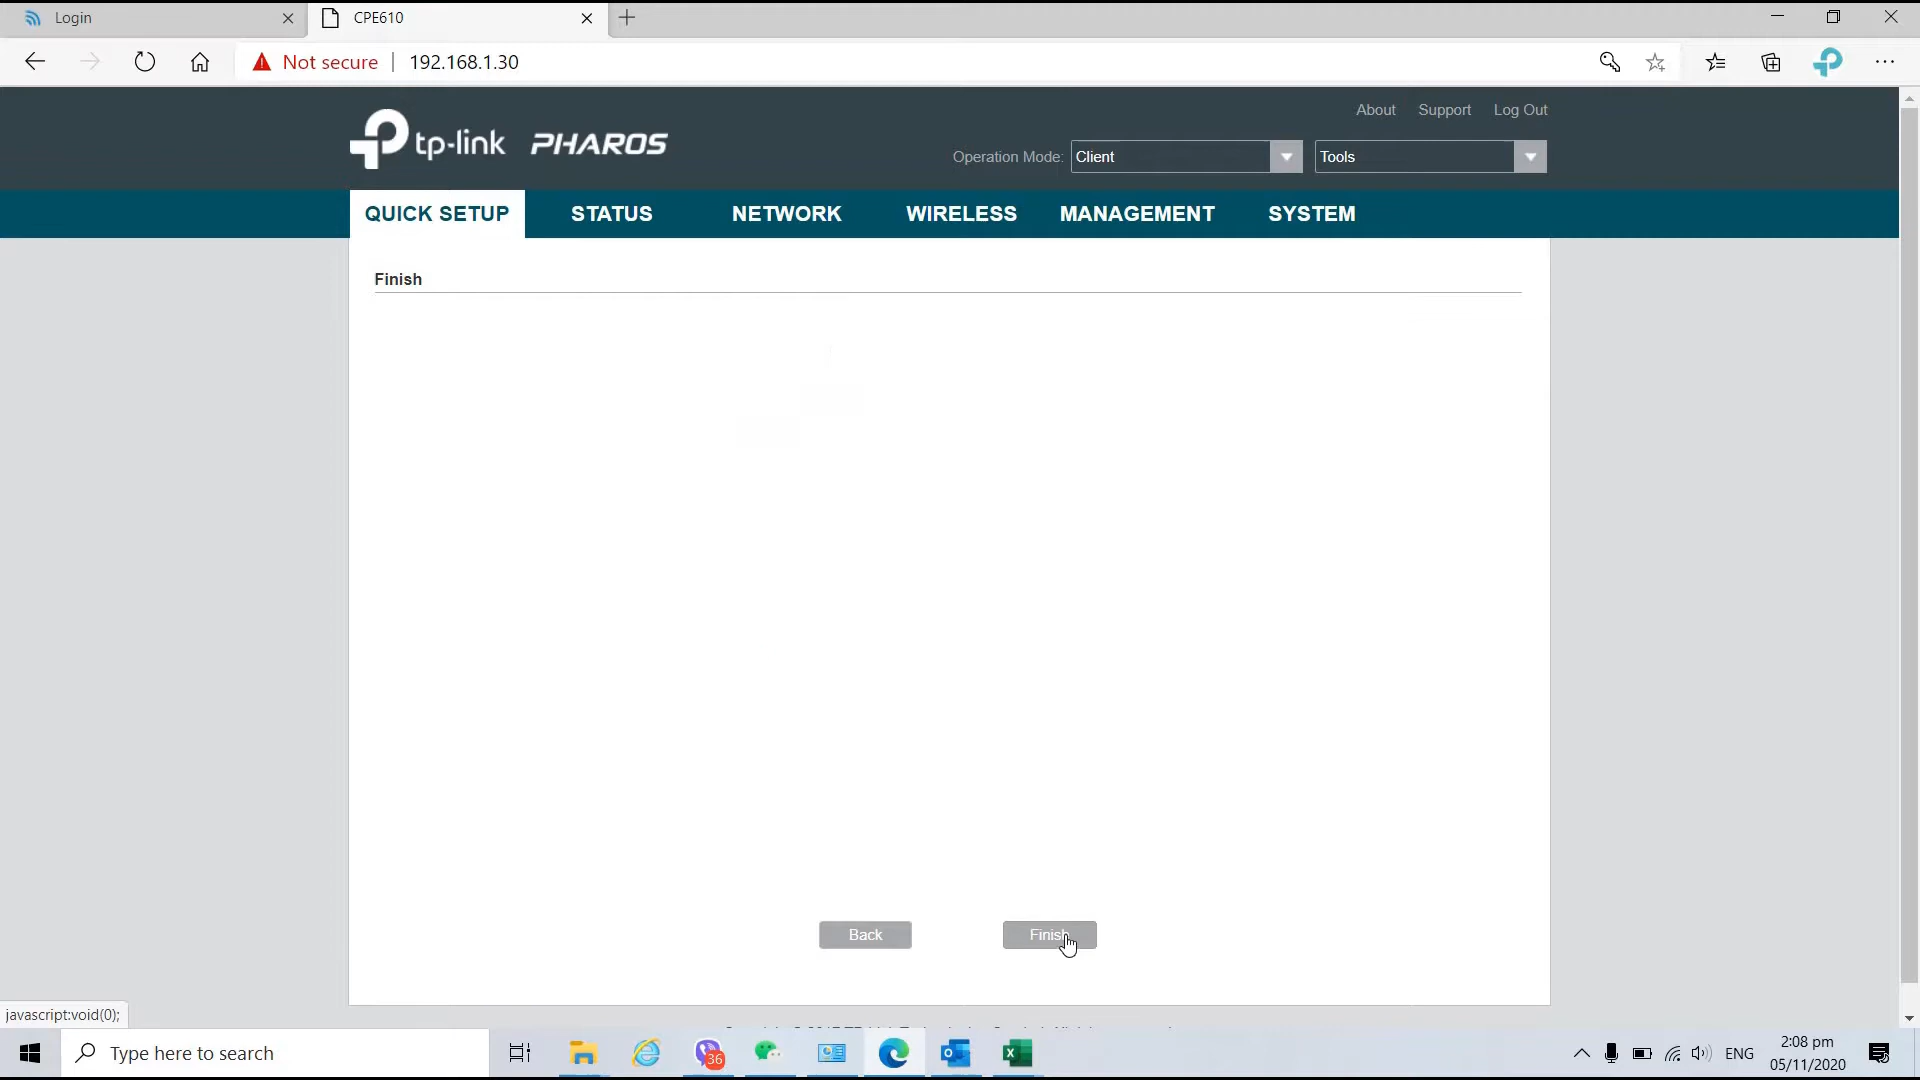 Login
CPE610
Not secure
192.168.1.30
About
Support
Log Out
tp-link PHAROS
Operation Mode:
Client
Tools
QUICK SETUP
STATUS
NETWORK
WIRELESS
MANAGEMENT
SYSTEM
Finish
Back
Finish
javascript:void(0);
Type here to search
36
ENG
2:08 pm
05/11/2020